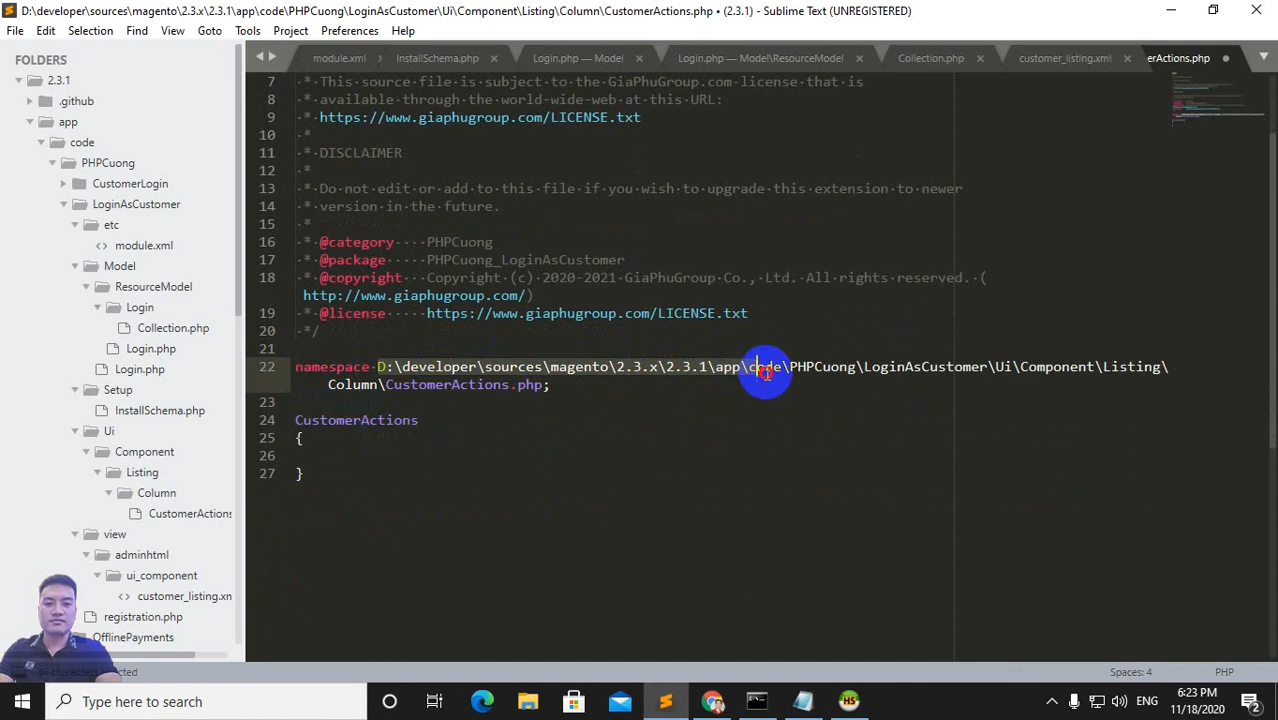 D:\developer\sources\magento\2.3.x\2.3.1\app\code\PHPCuong\LoginAsCustomer\Ui\Component\Listing\Column\CustomerActions.php • (2.3.1) - Sublime Text (UNREGISTERED)
File Edit Selection Find View Goto Tools Project Preferences Help
module.xml InstallSchema.php Login.php — Model Login.php — Model\ResourceModel Collection.php customer_listing.xml erActions.php
FOLDERS
2.3.1
.github
app
code
PHPCuong
CustomerLogin
LoginAsCustomer
etc
module.xml
Model
ResourceModel
Login
Collection.php
Login.php
Login.php
Setup
InstallSchema.php
Ui
Component
Listing
Column
CustomerActions
view
adminhtml
ui_component
customer_listing.xm
registration.php
OfflinePayments
7 * This source file is subject to the GiaPhuGroup.com license that is
8 * available through the world-wide-web at this URL:
9 * https://www.giaphugroup.com/LICENSE.txt
10 *
11 * DISCLAIMER
12 *
13 * Do not edit or add to this file if you wish to upgrade this extension to newer
14 * version in the future.
15 *
16 * @category PHPCuong
17 * @package PHPCuong_LoginAsCustomer
18 * @copyright Copyright (c) 2020-2021 GiaPhuGroup Co., Ltd. All rights reserved. (
http://www.giaphugroup.com/)
19 * @license https://www.giaphugroup.com/LICENSE.txt
20 */
21
22 namespace D:\developer\sources\magento\2.3.x\2.3.1\app\code\PHPCuong\LoginAsCustomer\Ui\Component\Listing\
Column\CustomerActions.php;
23
24 CustomerActions
25 {
26
27 }
characters selected
Spaces: 4 PHP
Type here to search
ENG
6:23 PM
11/18/2020
2